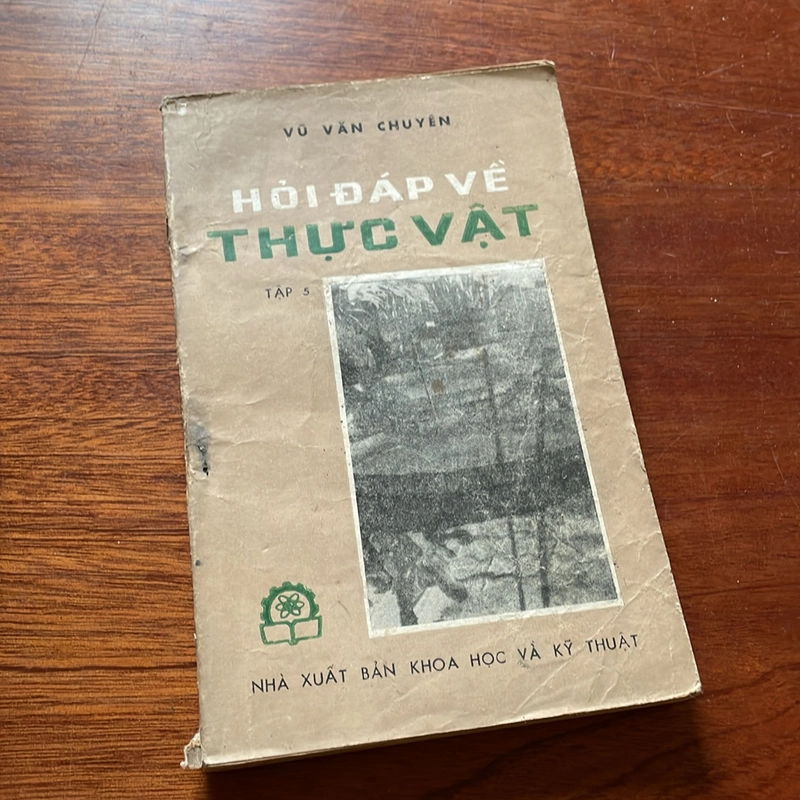 VŨ VĂN CHUYÊN
HỎI ĐÁP VỀ
THỰC VẬT
TẬP 5
NHÀ XUẤT BẢN KHOA HỌC VÀ KỸ THUẬT